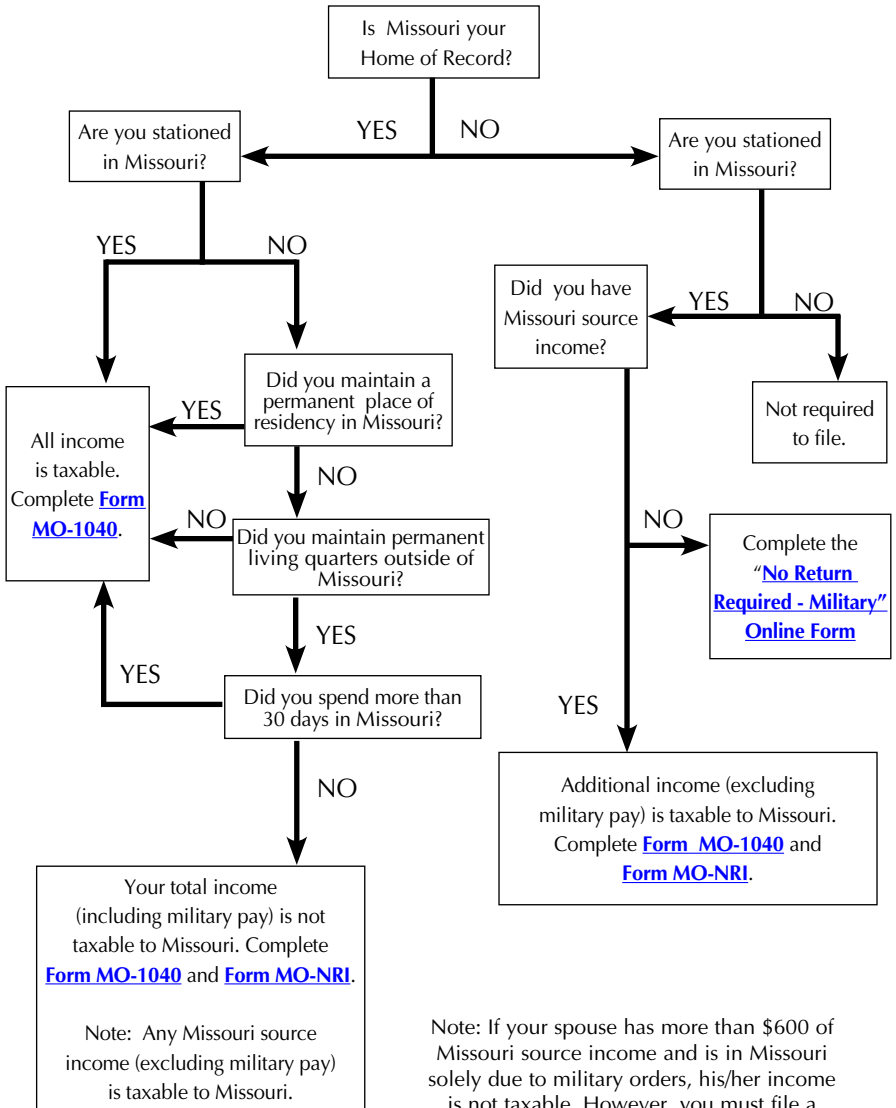 Is Missouri your
Home of Record?
YES
NO
Are you stationed
in Missouri?
Are you stationed
in Missouri?
YES
NO
Did you have
Missouri source
income?
YES
NO
Did you maintain a
permanent place of
residency in Missouri?
YES
All income
is taxable.
Complete Form
MO-1040.
Not required
to file.
NO
NO
Did you maintain permanent
living quarters outside of
Missouri?
NO
Complete the
“No Return
Required - Military”
Online Form
YES
YES
Did you spend more than
30 days in Missouri?
YES
NO
Additional income (excluding
military pay) is taxable to Missouri.
Complete Form MO-1040 and
Form MO-NRI.
Your total income
(including military pay) is not
taxable to Missouri. Complete
Form MO-1040 and Form MO-NRI.
Note: Any Missouri source
income (excluding military pay)
is taxable to Missouri.
Note: If your spouse has more than $600 of
Missouri source income and is in Missouri
solely due to military orders, his/her income
is not taxable. However, you must file a